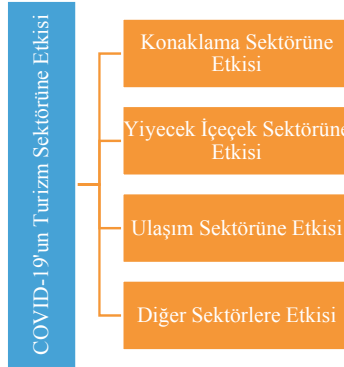 COVID-19'un Turizm Sektörüne Etkisi
Konaklama Sektörüne
Etkisi
Yiyecek İçeçek Sektörüne
Etkisi
Ulaşım Sektörüne Etkisi
Diğer Sektörlere Etkisi